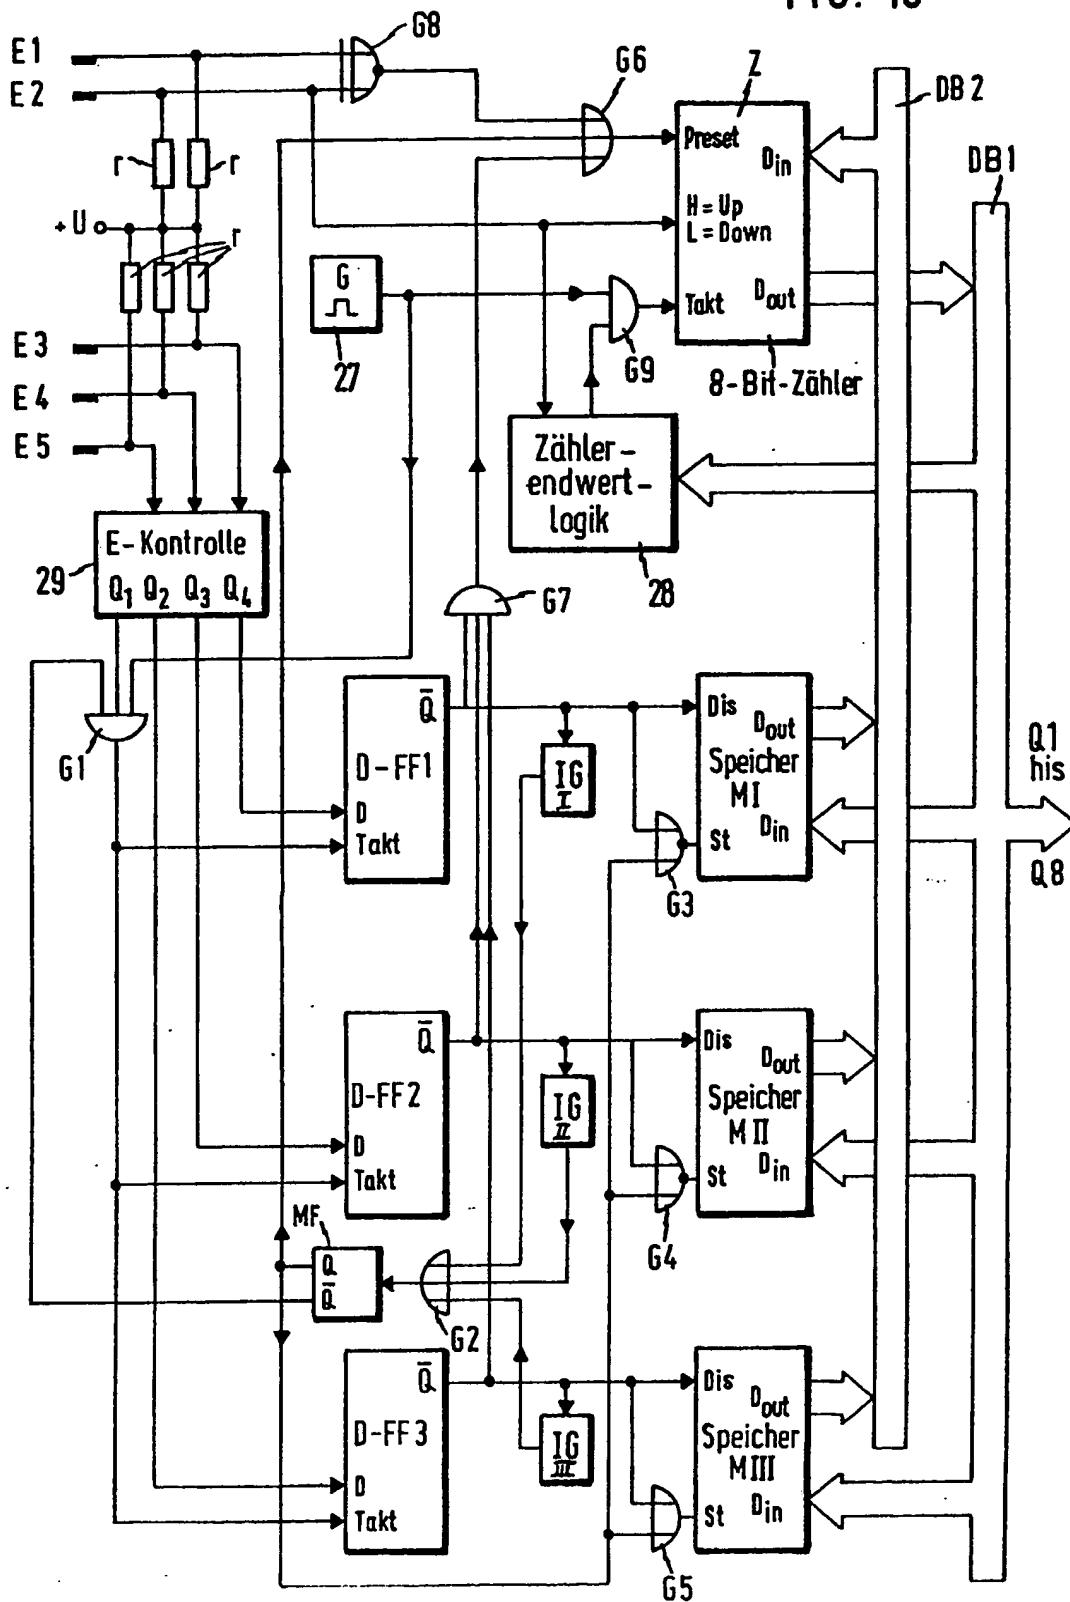 G8
E1
E2
G6
Z
DB2
DB1
Preset
Din
r
r
H = Up
L = Down
+U
r
G
27
Takt
Dout
G9
8-Bit-Zähler
E3
E4
E5
Zähler-
endwert-
logik
28
E-Kontrolle
29
Q1 Q2 Q3 Q4
G7
G1
Q̅
D-FF1
D
Takt
IG
I
Dis
Dout
Speicher
MI
Din
St
G3
Q1
his
Q8
Q̅
D-FF2
D
Takt
IG
II
Dis
Dout
Speicher
MII
Din
St
G4
MF
Q
Q̅
G2
Q̅
D-FF3
D
Takt
IG
III
Dis
Dout
Speicher
MIII
Din
St
G5